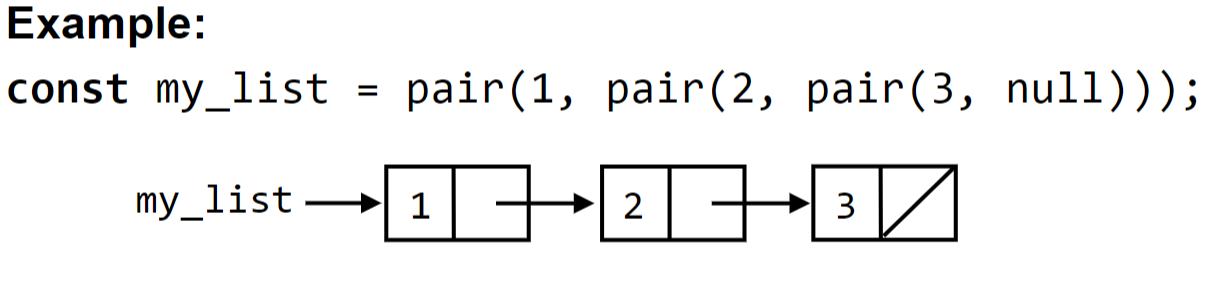 Example:
const my_list = pair(1, pair(2, pair(3, null)));
my_list 1 2 3